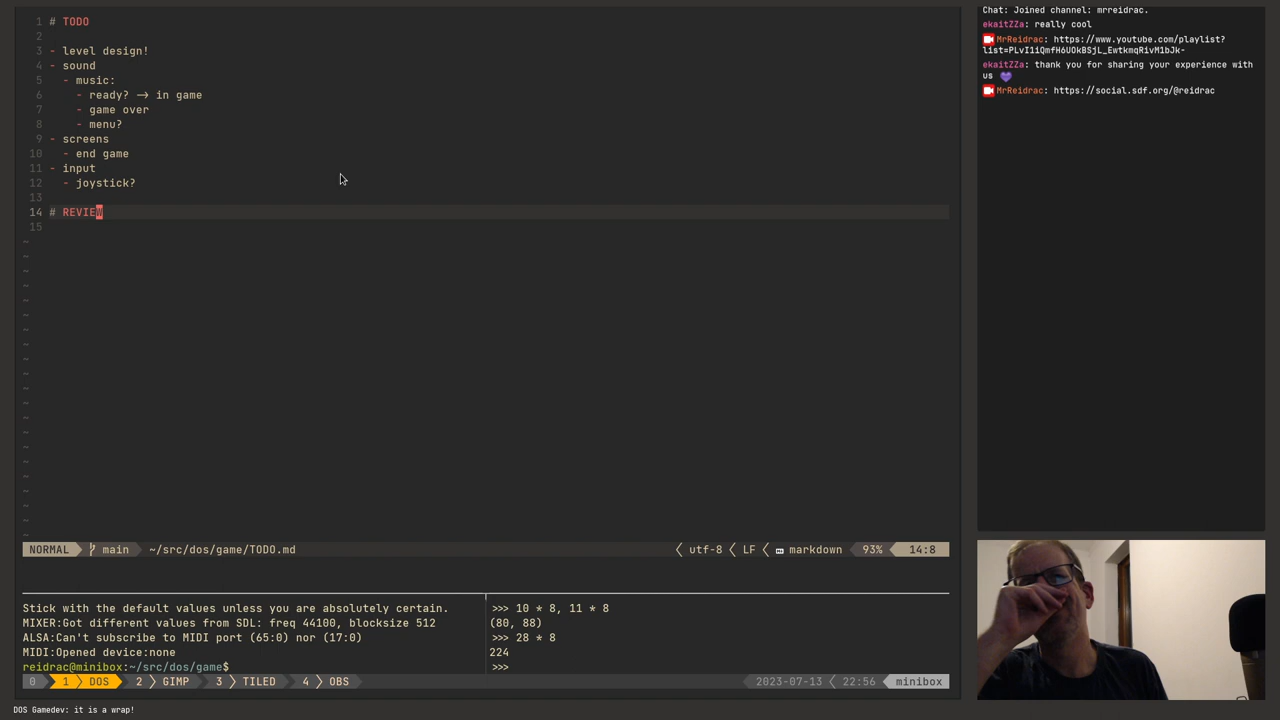 1 # TODO
2
3 - level design!
4 - sound
5 - music:
6 - ready? → in game
7 - game over
8 - menu?
9 - screens
10 - end game
11 - input
12 - joystick?
13
14 # REVIEW
15
NORMAL main ~/src/dos/game/TODO.md utf-8 LF markdown 93% 14:8
Stick with the default values unless you are absolutely certain.
MIXER:Got different values from SDL: freq 44100, blocksize 512
ALSA:Can't subscribe to MIDI port (65:0) nor (17:0)
MIDI:Opened device:none
reidrac@minibox:~/src/dos/game$
>>> 10 * 8, 11 * 8
(80, 88)
>>> 28 * 8
224
>>>
0 1 DOS 2 GIMP 3 TILED 4 OBS 2023-07-13 22:56 minibox
DOS Gamedev: it is a wrap!
Chat: Joined channel: mrreidrac.
ekaitZZa: really cool
MrReidrac: https://www.youtube.com/playlist?
list=PLvI1iQmfH6UOkBSjL_EwtkmqRivM1bJk-
ekaitZZa: thank you for sharing your experience with
us 💜
MrReidrac: https://social.sdf.org/@reidrac